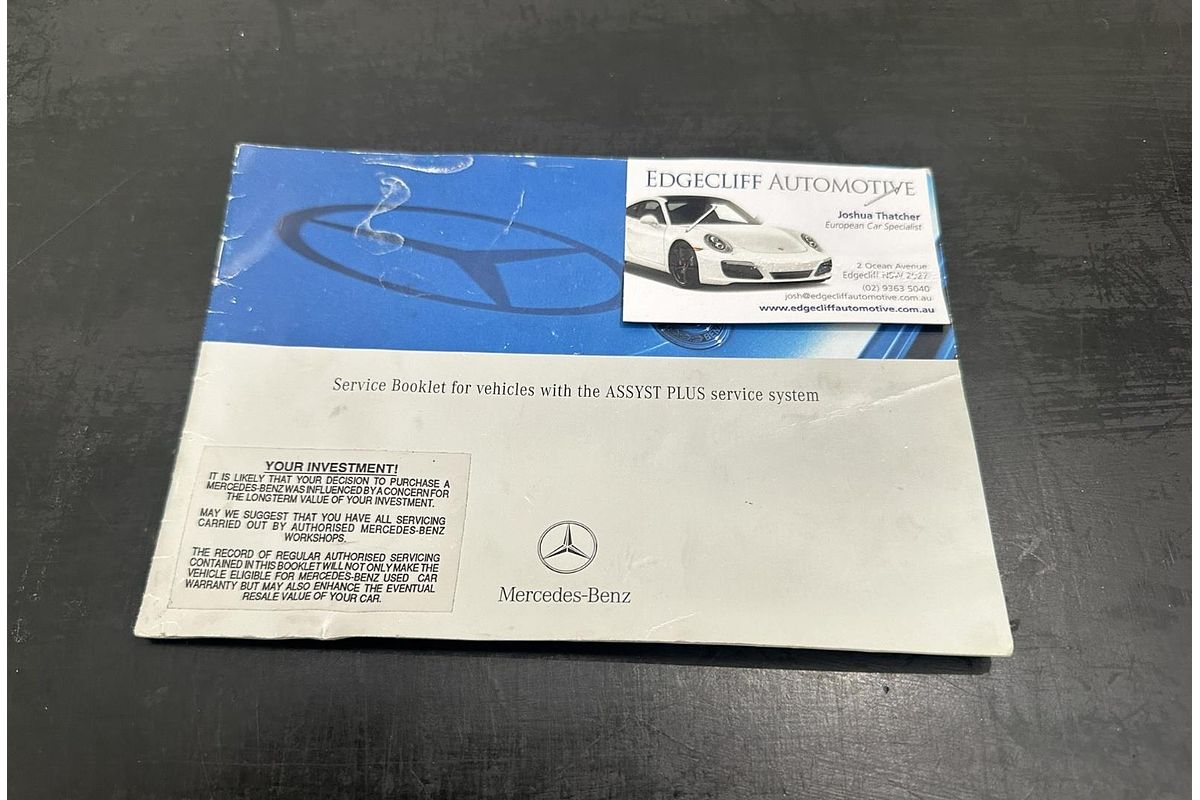 EDGECLIFF AUTOMOTIVE
Joshua Thatcher
European Car Specialist
2 Ocean Avenue
Edgecliff NSW 2027
(02) 9363 5040
josh@edgecliffautomotive.com.au
www.edgecliffautomotive.com.au
Service Booklet for vehicles with the ASSYST PLUS service system
YOUR INVESTMENT!
IT IS LIKELY THAT YOUR DECISION TO PURCHASE A
MERCEDES-BENZ WAS INFLUENCED BY A CONCERN FOR
THE LONGTERM VALUE OF YOUR INVESTMENT.
MAY WE SUGGEST THAT YOU HAVE ALL SERVICING
CARRIED OUT BY AUTHORISED MERCEDES-BENZ
WORKSHOPS.
THE RECORD OF REGULAR AUTHORISED SERVICING
CONTAINED IN THIS BOOKLET WILL NOT ONLY MAKE THE
VEHICLE ELIGIBLE FOR MERCEDES-BENZ USED CAR
WARRANTY BUT MAY ALSO ENHANCE THE EVENTUAL
RESALE VALUE OF YOUR CAR.
Mercedes-Benz